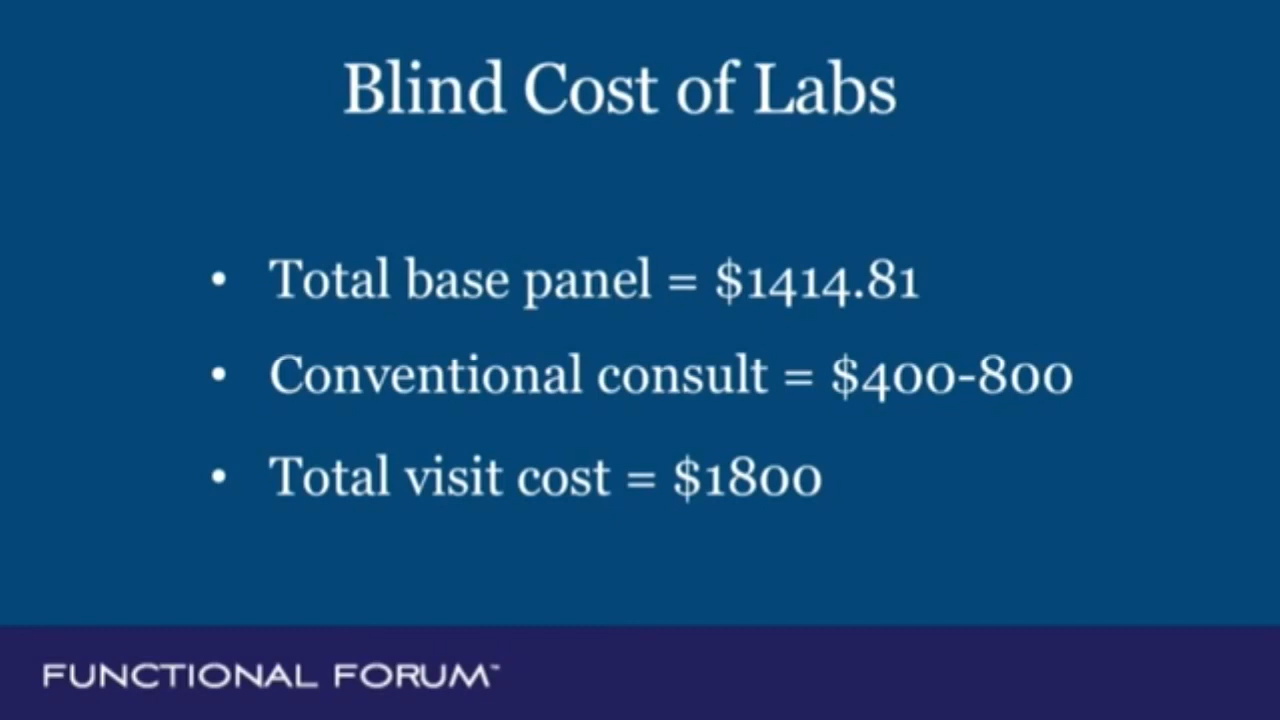 Blind Cost of Labs
• Total base panel = $1414.81
• Conventional consult = $400-800
• Total visit cost = $1800
FUNCTIONAL FORUM™